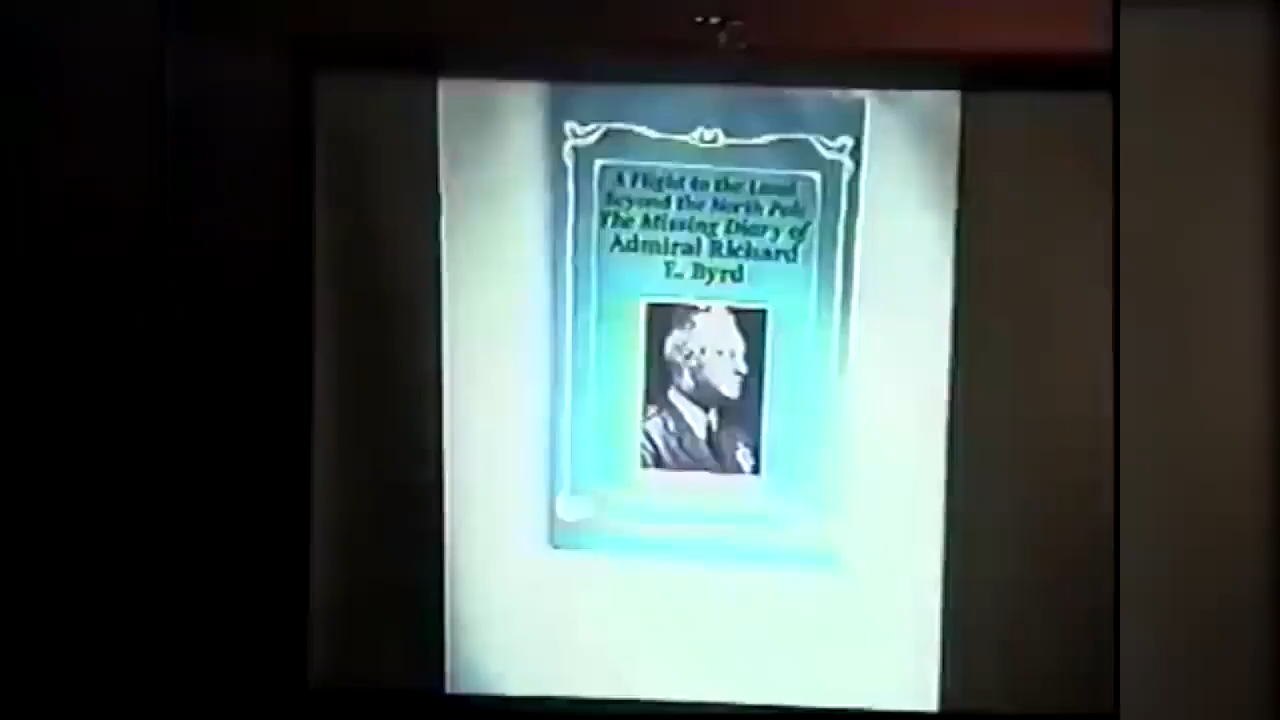 A Flight to the Land
Beyond the North Pole
The Missing Diary of
Admiral Richard
E. Byrd